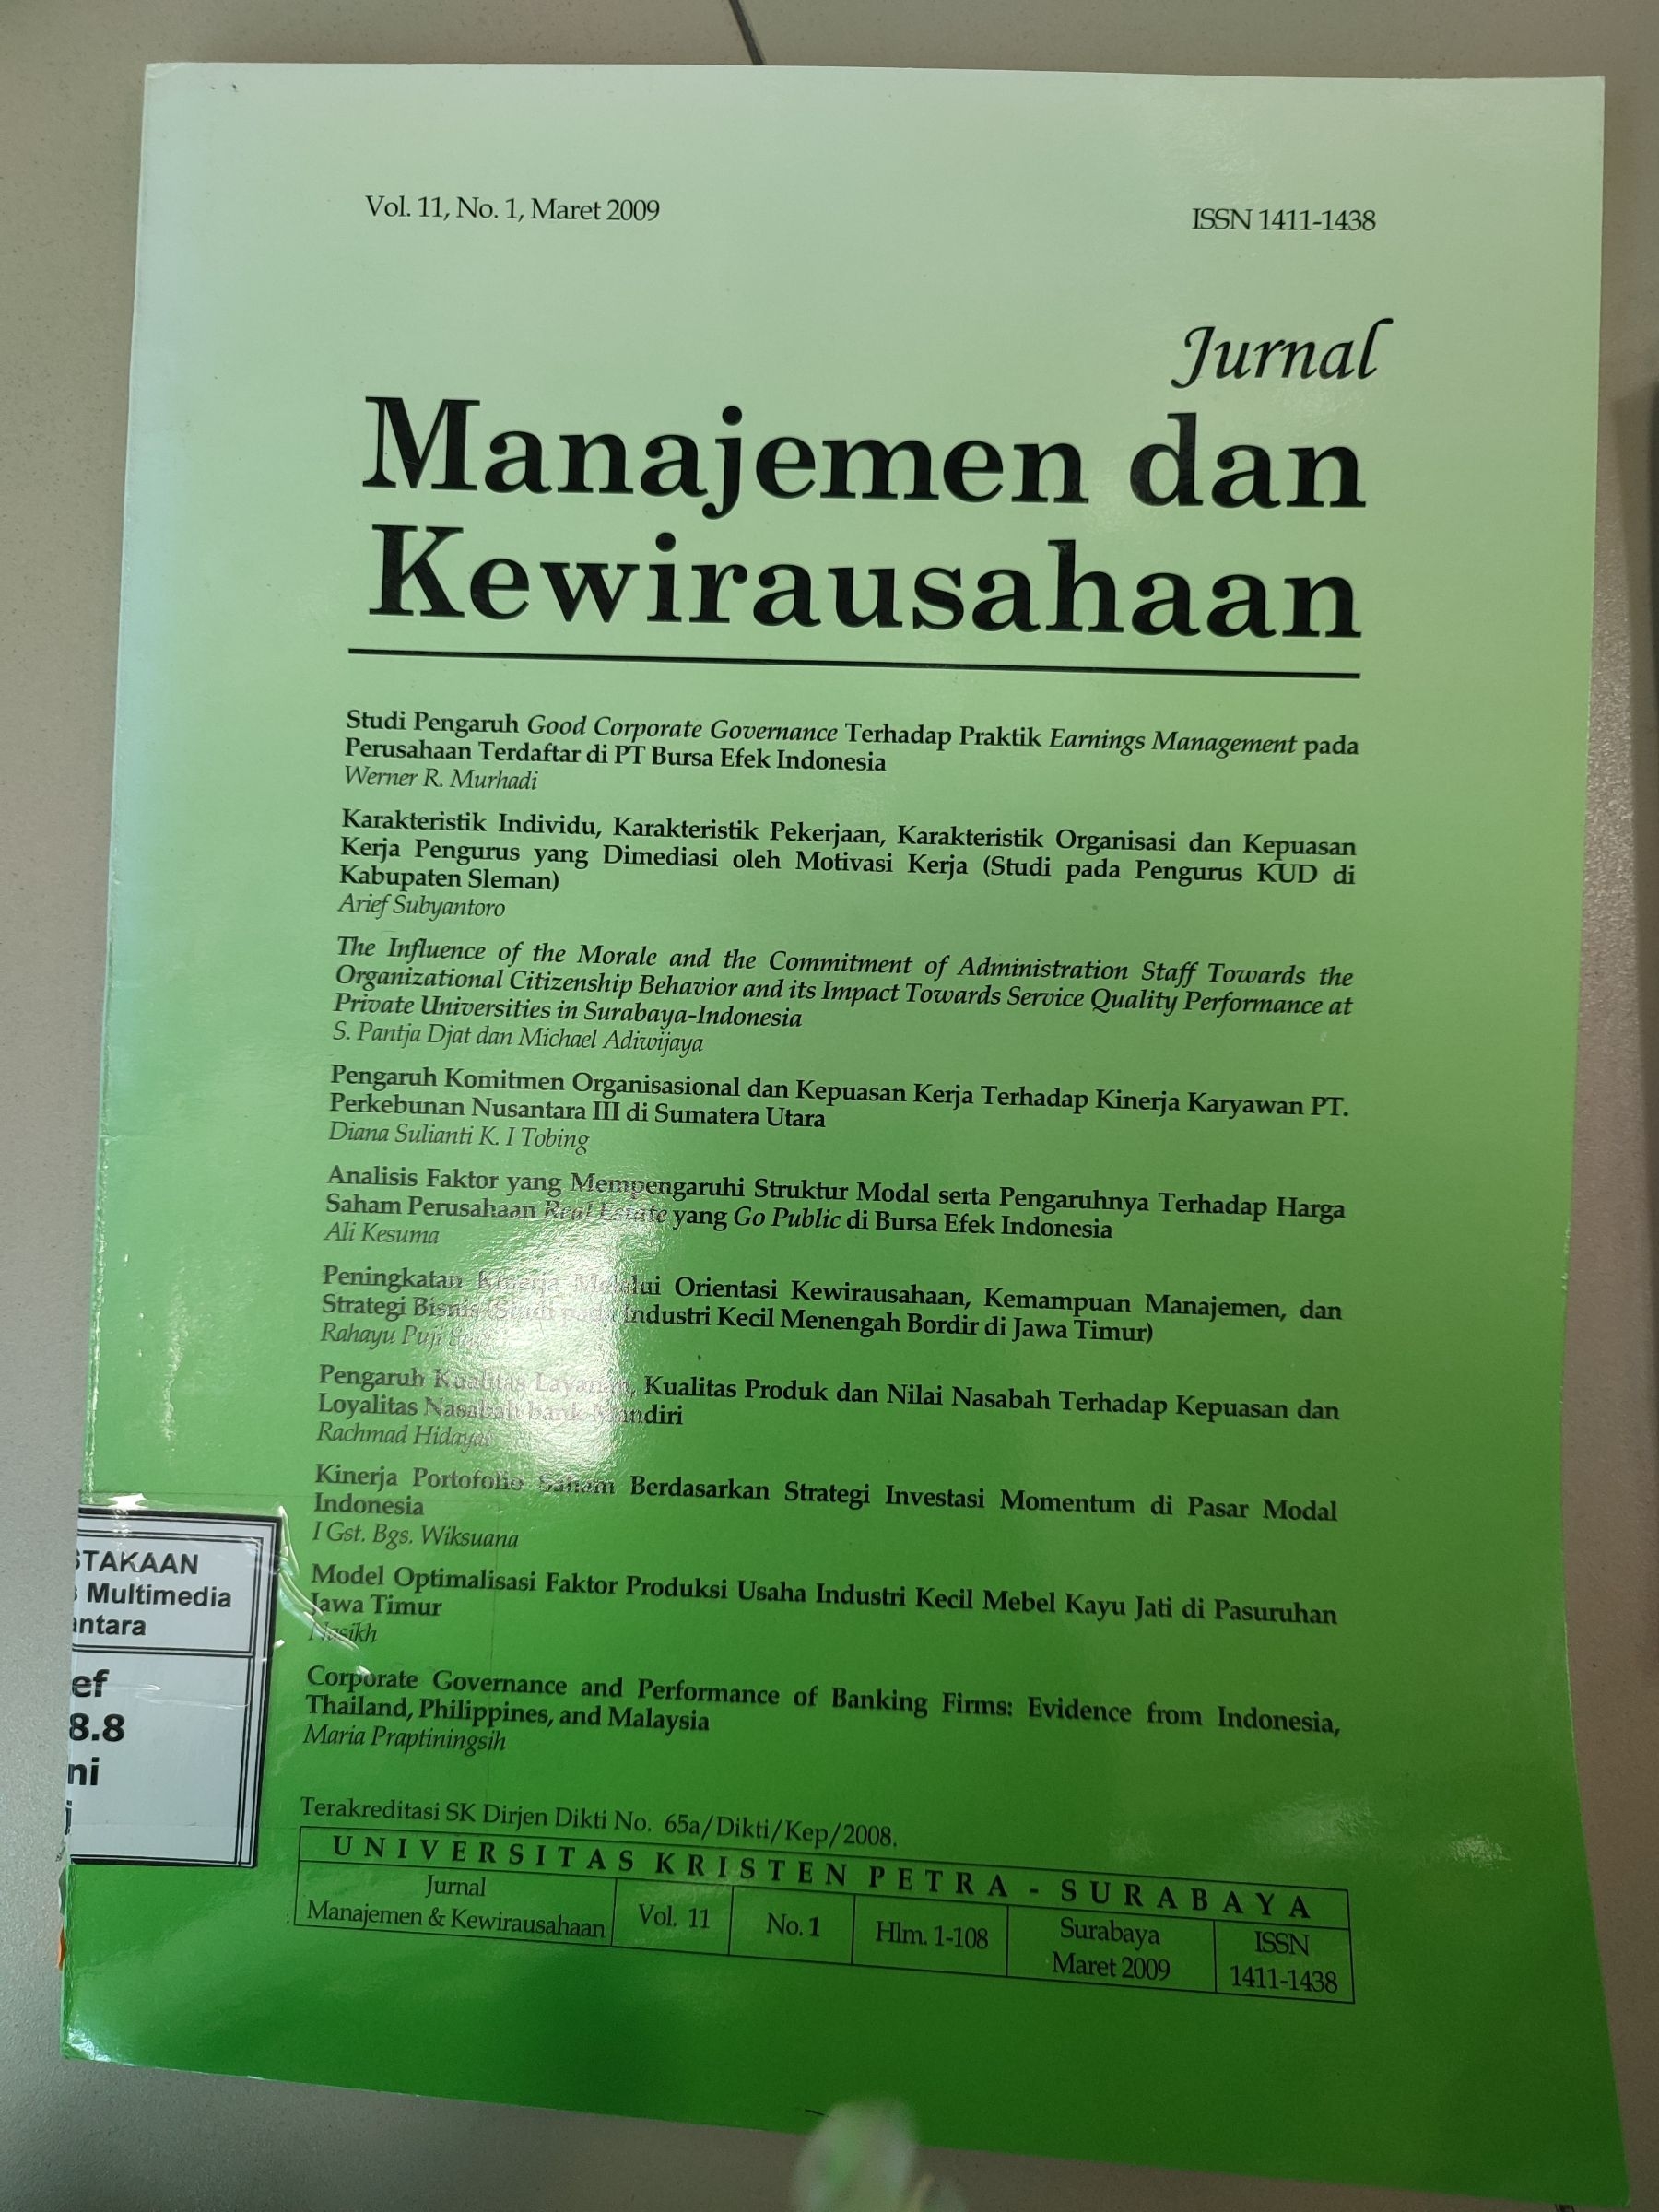 Vol. 11, No. 1, Maret 2009
ISSN 1411-1438
Jurnal
Manajemen dan
Kewirausahaan
Studi Pengaruh Good Corporate Governance Terhadap Praktik Earnings Management pada
Perusahaan Terdaftar di PT Bursa Efek Indonesia
Werner R. Murhadi
Karakteristik Individu, Karakteristik Pekerjaan, Karakteristik Organisasi dan Kepuasan
Kerja Pengurus yang Dimediasi oleh Motivasi Kerja (Studi pada Pengurus KUD di
Kabupaten Sleman)
Arief Subyantoro
The Influence of the Morale and the Commitment of Administration Staff Towards the
Organizational Citizenship Behavior and its Impact Towards Service Quality Performance at
Private Universities in Surabaya-Indonesia
S. Pantja Djat dan Michael Adiwijaya
Pengaruh Komitmen Organisasional dan Kepuasan Kerja Terhadap Kinerja Karyawan PT.
Perkebunan Nusantara III di Sumatera Utara
Diana Sulianti K. I Tobing
Analisis Faktor yang Mempengaruhi Struktur Modal serta Pengaruhnya Terhadap Harga
Saham Perusahaan Real Estate yang Go Public di Bursa Efek Indonesia
Ali Kesuma
Peningkatan Kinerja Melalui Orientasi Kewirausahaan, Kemampuan Manajemen, dan
Strategi Bisnis (Studi pada Industri Kecil Menengah Bordir di Jawa Timur)
Rahayu Puji
Pengaruh Kualitas Layanan, Kualitas Produk dan Nilai Nasabah Terhadap Kepuasan dan
Loyalitas Nasabah bank Mandiri
Rachmad Hidayat
Kinerja Portofolio Saham Berdasarkan Strategi Investasi Momentum di Pasar Modal
Indonesia
I Gst. Bgs. Wiksuana
Model Optimalisasi Faktor Produksi Usaha Industri Kecil Mebel Kayu Jati di Pasuruhan
Jawa Timur
Nasikh
Corporate Governance and Performance of Banking Firms: Evidence from Indonesia,
Thailand, Philippines, and Malaysia
Maria Praptiningsih
STAKAAN
Multimedia
antara
ef
8.8
ni
j
Terakreditasi SK Dirjen Dikti No. 65a/Dikti/Kep/2008.
UNIVERSITAS KRISTEN PETRA - SURABAYA
Jurnal
Manajemen & Kewirausahaan
Vol. 11
No. 1
Hlm. 1-108
Surabaya
Maret 2009
ISSN
1411-1438